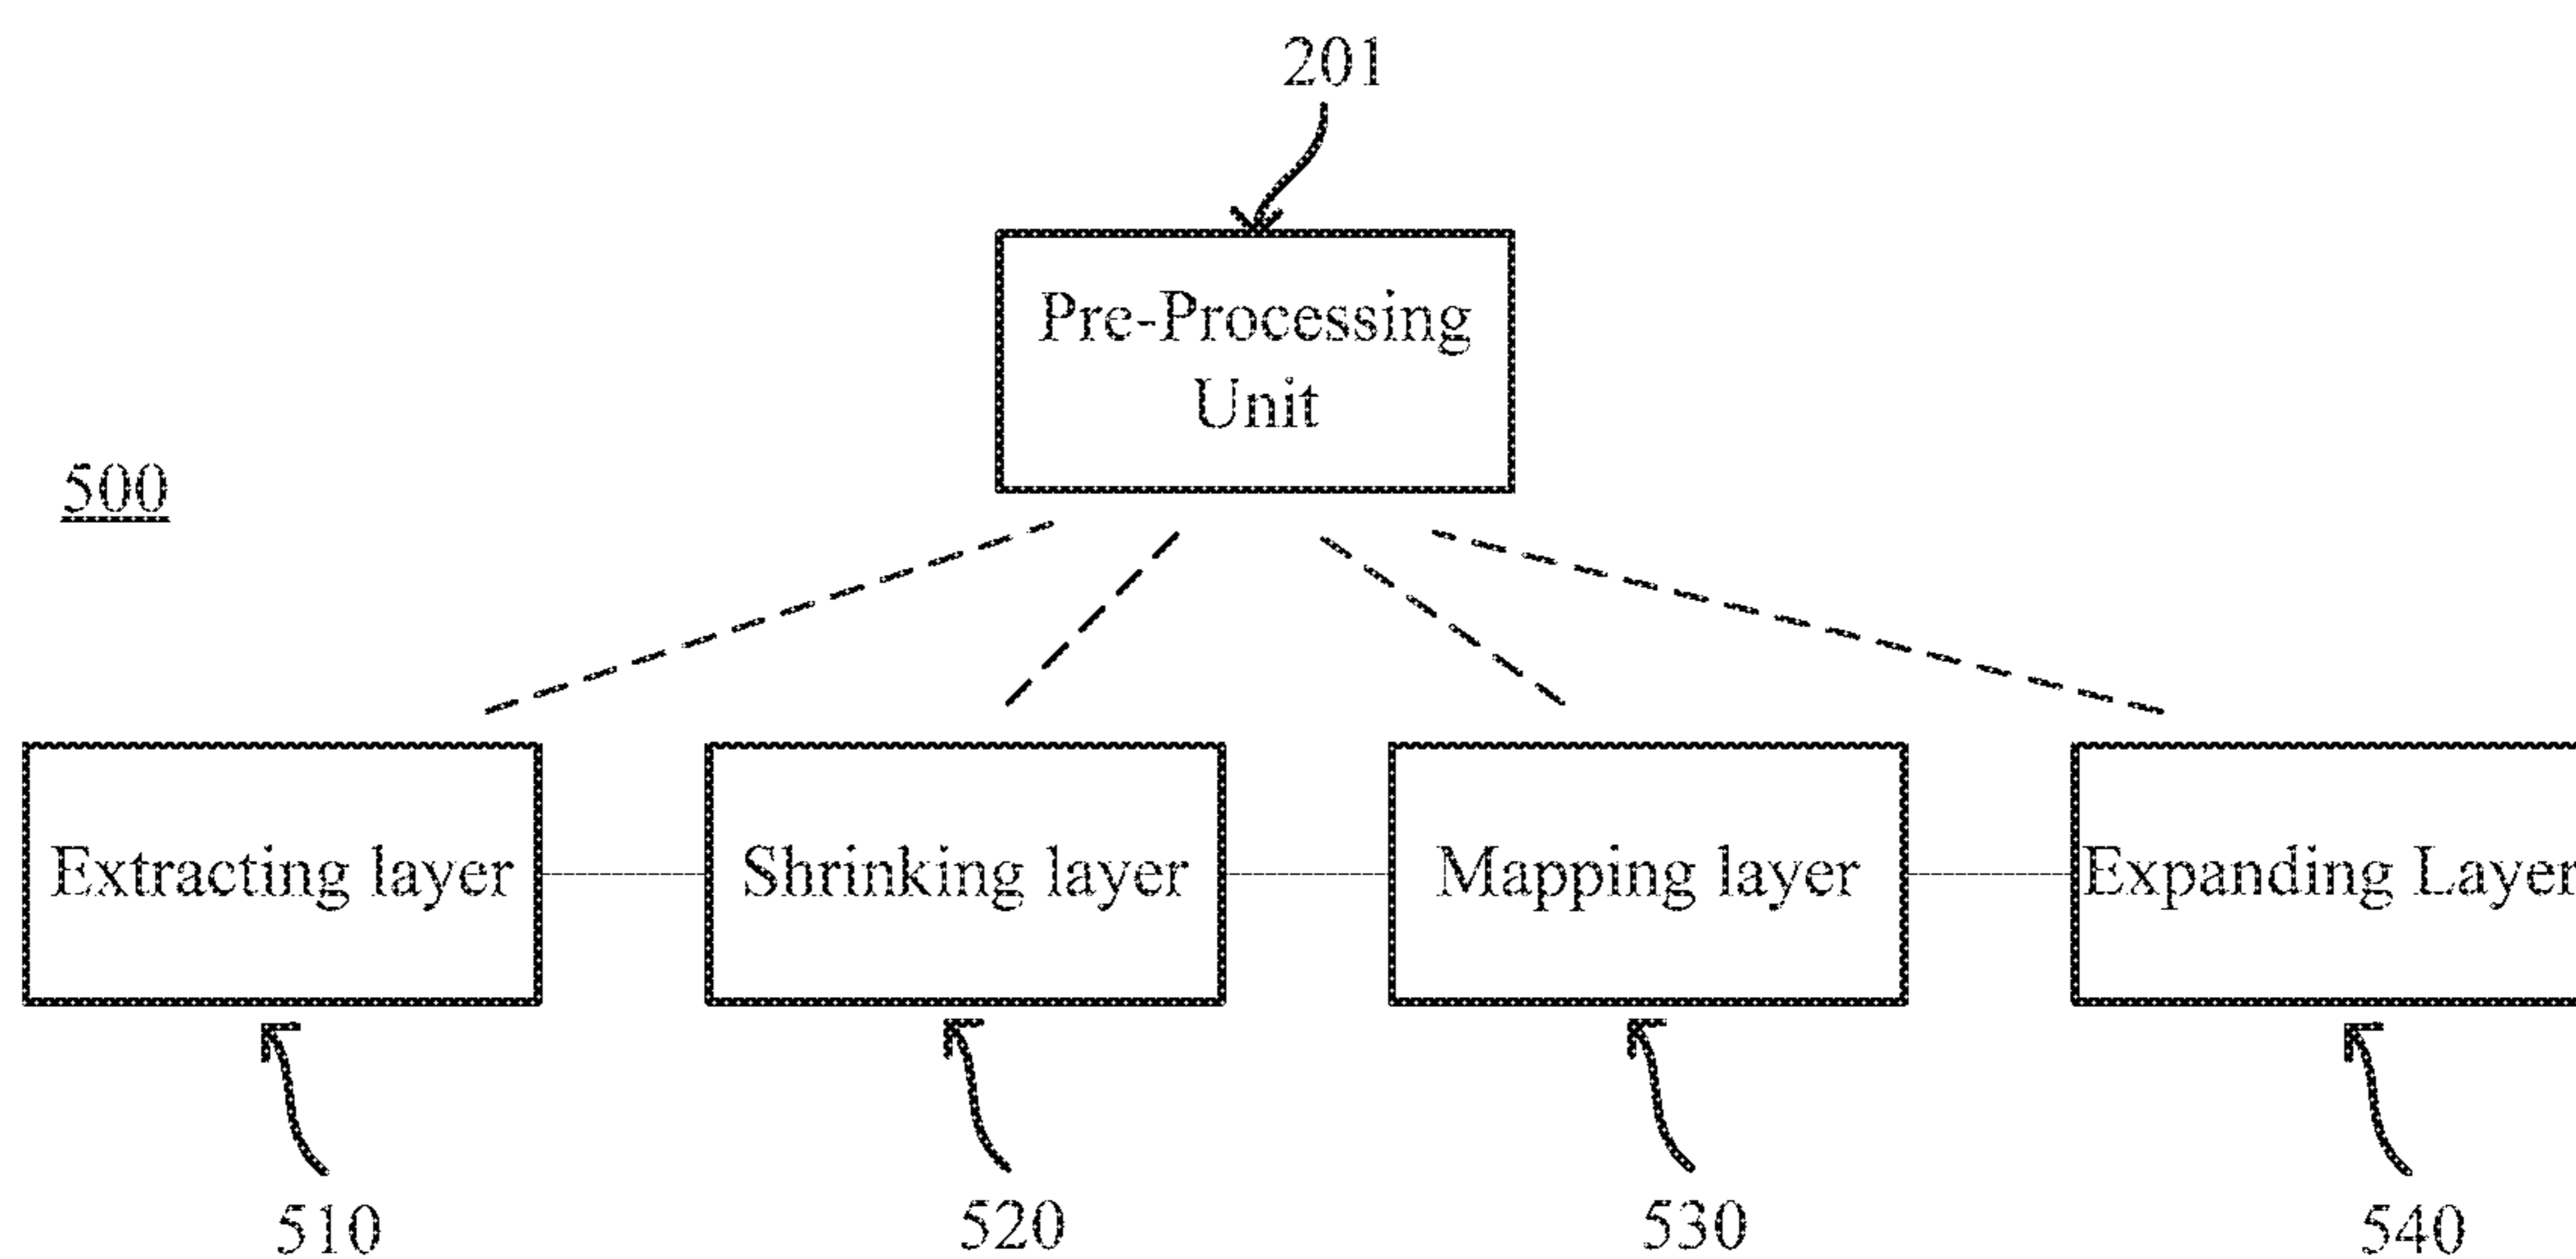 201
Pre-Processing
Unit
500
Extracting layer
Shrinking layer
Mapping layer
Expanding Layer
510
520
530
540